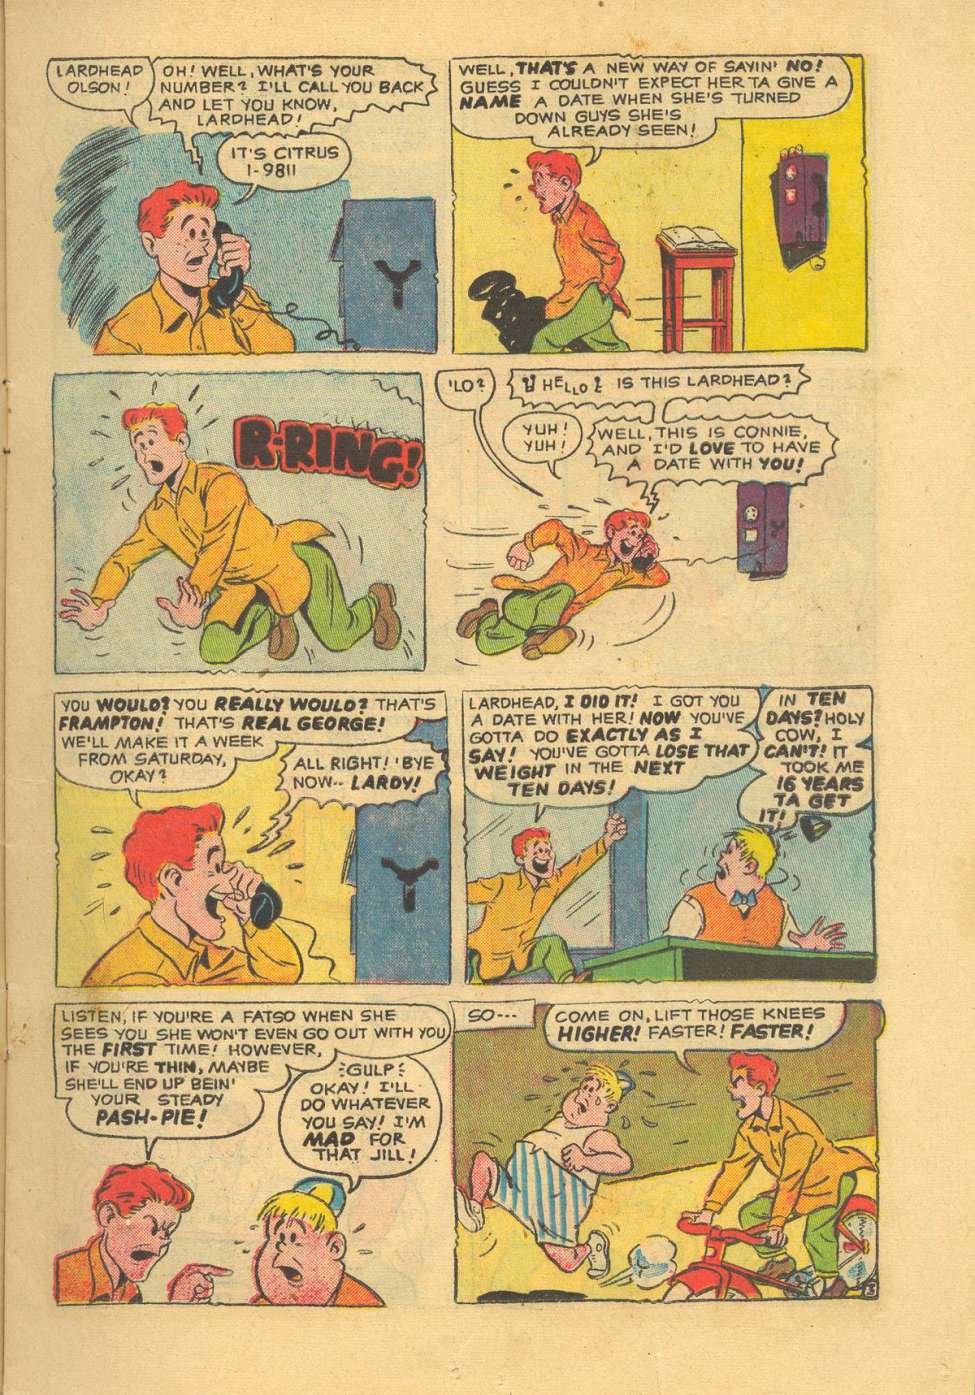 LARDHEAD
OLSON!
OH! WELL, WHAT'S YOUR
NUMBER? I'LL CALL YOU BACK
AND LET YOU KNOW,
LARDHEAD!
IT'S CITRUS
1-9811
WELL, THAT'S A NEW WAY OF SAYIN' NO!
GUESS I COULDN'T EXPECT HER TA GIVE A
NAME A DATE WHEN SHE'S TURNED
DOWN GUYS SHE'S
ALREADY SEEN!
R-RING!
'LO?
HELLO? IS THIS LARDHEAD?
YUH!
YUH!
WELL, THIS IS CONNIE,
AND I'D LOVE TO HAVE
A DATE WITH YOU!
YOU WOULD? YOU REALLY WOULD? THAT'S
FRAMPTON! THAT'S REAL GEORGE!
WE'LL MAKE IT A WEEK
FROM SATURDAY,
OKAY?
ALL RIGHT! 'BYE
NOW-- LARDY!
LARDHEAD, I DID IT! I GOT YOU
A DATE WITH HER! NOW YOU'VE
GOTTA DO EXACTLY AS I
SAY! YOU'VE GOTTA LOSE THAT
WEIGHT IN THE NEXT
TEN DAYS!
IN TEN
DAYS? HOLY
COW, I
CAN'T! IT
TOOK ME
16 YEARS
TA GET
IT!
LISTEN, IF YOU'RE A FATSO WHEN SHE
SEES YOU SHE WON'T EVEN GO OUT WITH YOU
THE FIRST TIME! HOWEVER,
IF YOU'RE THIN, MAYBE
SHE'LL END UP BEIN'
YOUR STEADY
PASH-PIE!
GULP
OKAY! I'LL
DO WHATEVER
YOU SAY! I'M
MAD FOR
THAT JILL!
SO---
COME ON, LIFT THOSE KNEES
HIGHER! FASTER! FASTER!
3